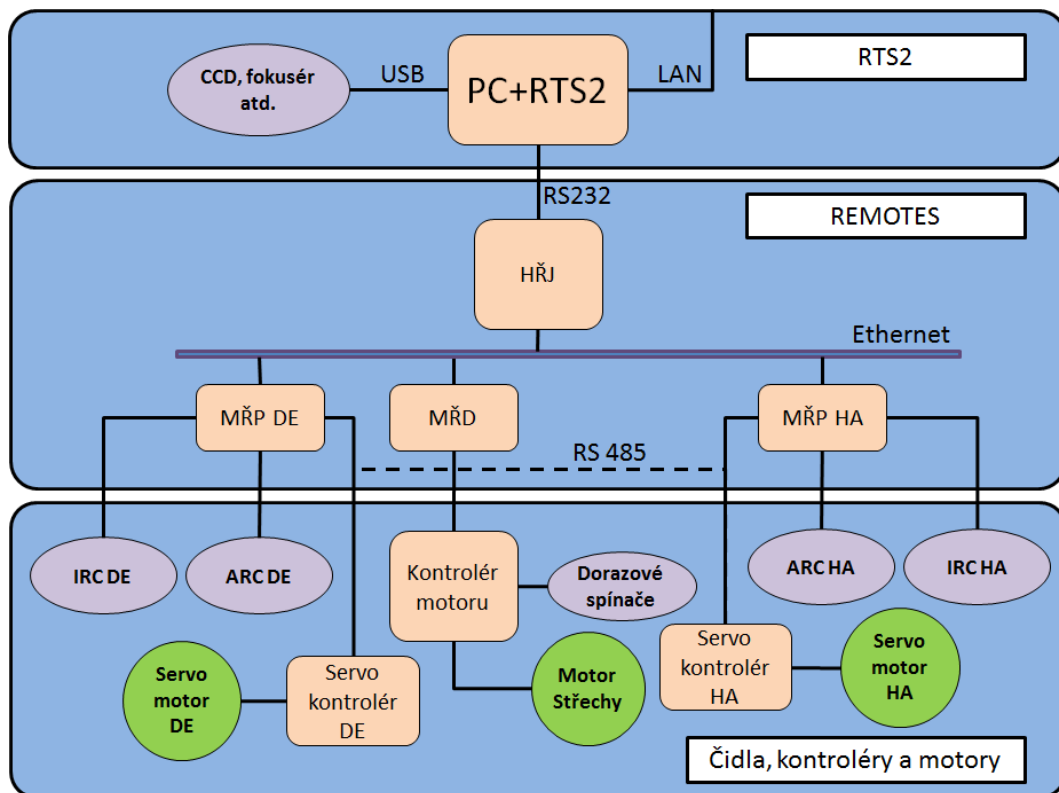 RTS2
CCD, fokusér
atd.
USB
PC+RTS2
LAN
RS232
REMOTES
HŘJ
Ethernet
MŘP DE
MŘD
MŘP HA
RS 485
IRC DE
ARC DE
Kontrolér
motoru
Dorazové
spínače
ARC HA
IRC HA
Servo
motor
DE
Servo
kontrolér
DE
Motor
Střechy
Servo
kontrolér
HA
Servo
motor
HA
Čidla, kontroléry a motory